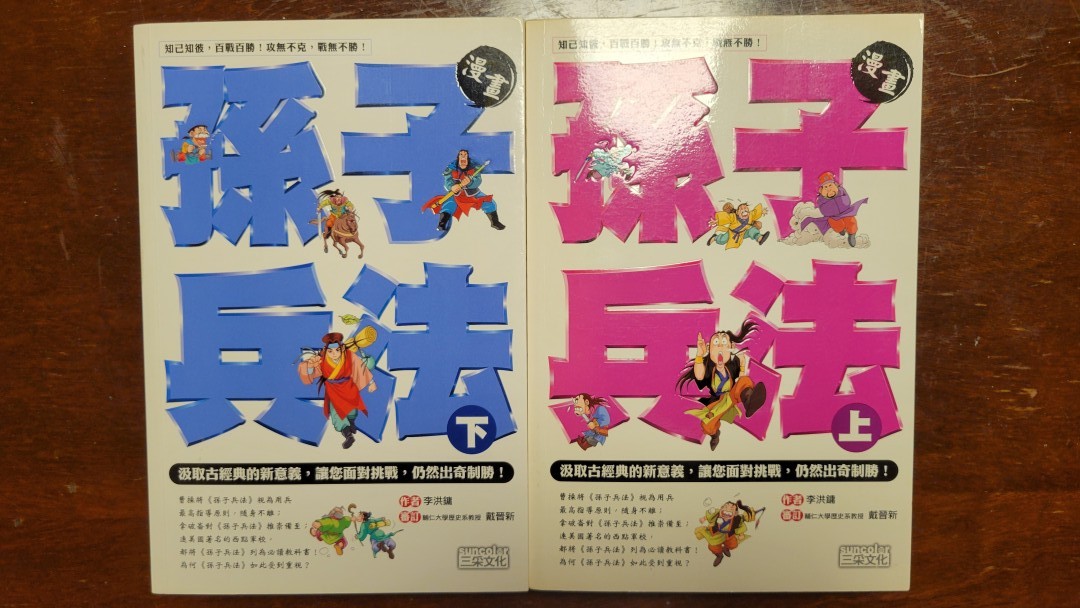 知己知彼，百戰百勝！攻無不克，戰無不勝！
漫畫
孫子
兵法
下
汲取古經典的新意義，讓您面對挑戰，仍然出奇制勝！
曹操將《孫子兵法》視為用兵
最高指導原則，隨身不離；
拿破崙對《孫子兵法》推崇備至；
連美國著名的西點軍校，
都將《孫子兵法》列為必讀教科書！
為何《孫子兵法》如此受到重視？
作者 李洪鏞
審訂 輔仁大學歷史系教授 戴晉新
suncolor
三采文化
知己知彼，百戰百勝！攻無不克，戰無不勝！
漫畫
孫子
兵法
上
汲取古經典的新意義，讓您面對挑戰，仍然出奇制勝！
曹操將《孫子兵法》視為用兵
最高指導原則，隨身不離；
拿破崙對《孫子兵法》推崇備至；
連美國著名的西點軍校，
都將《孫子兵法》列為必讀教科書！
為何《孫子兵法》如此受到重視？
作者 李洪鏞
審訂 輔仁大學歷史系教授 戴晉新
suncolor
三采文化